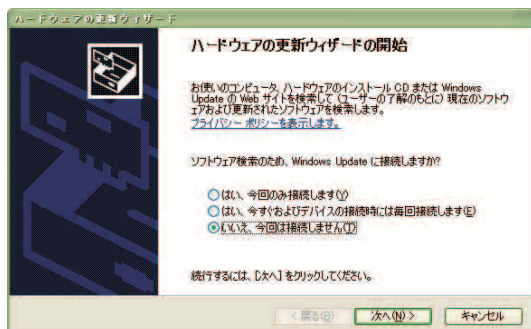 ハードウェアの更新ウィザード
ハードウェアの更新ウィザードの開始
お使いのコンピュータ、ハードウェアのインストール CD または Windows
Update の Web サイトを検索して (ユーザーの了解のもとに) 現在のソフトウ
ェアおよび更新されたソフトウェアを検索します。
プライバシー ポリシーを表示します。
ソフトウェア検索のため、Windows Update に接続しますか?
はい、今回のみ接続します(Y)
はい、今すぐおよびデバイスの接続時には毎回接続します(E)
いいえ、今回は接続しません(T)
続行するには、[次へ] をクリックしてください。
< 戻る(B) 次へ(N) > キャンセル